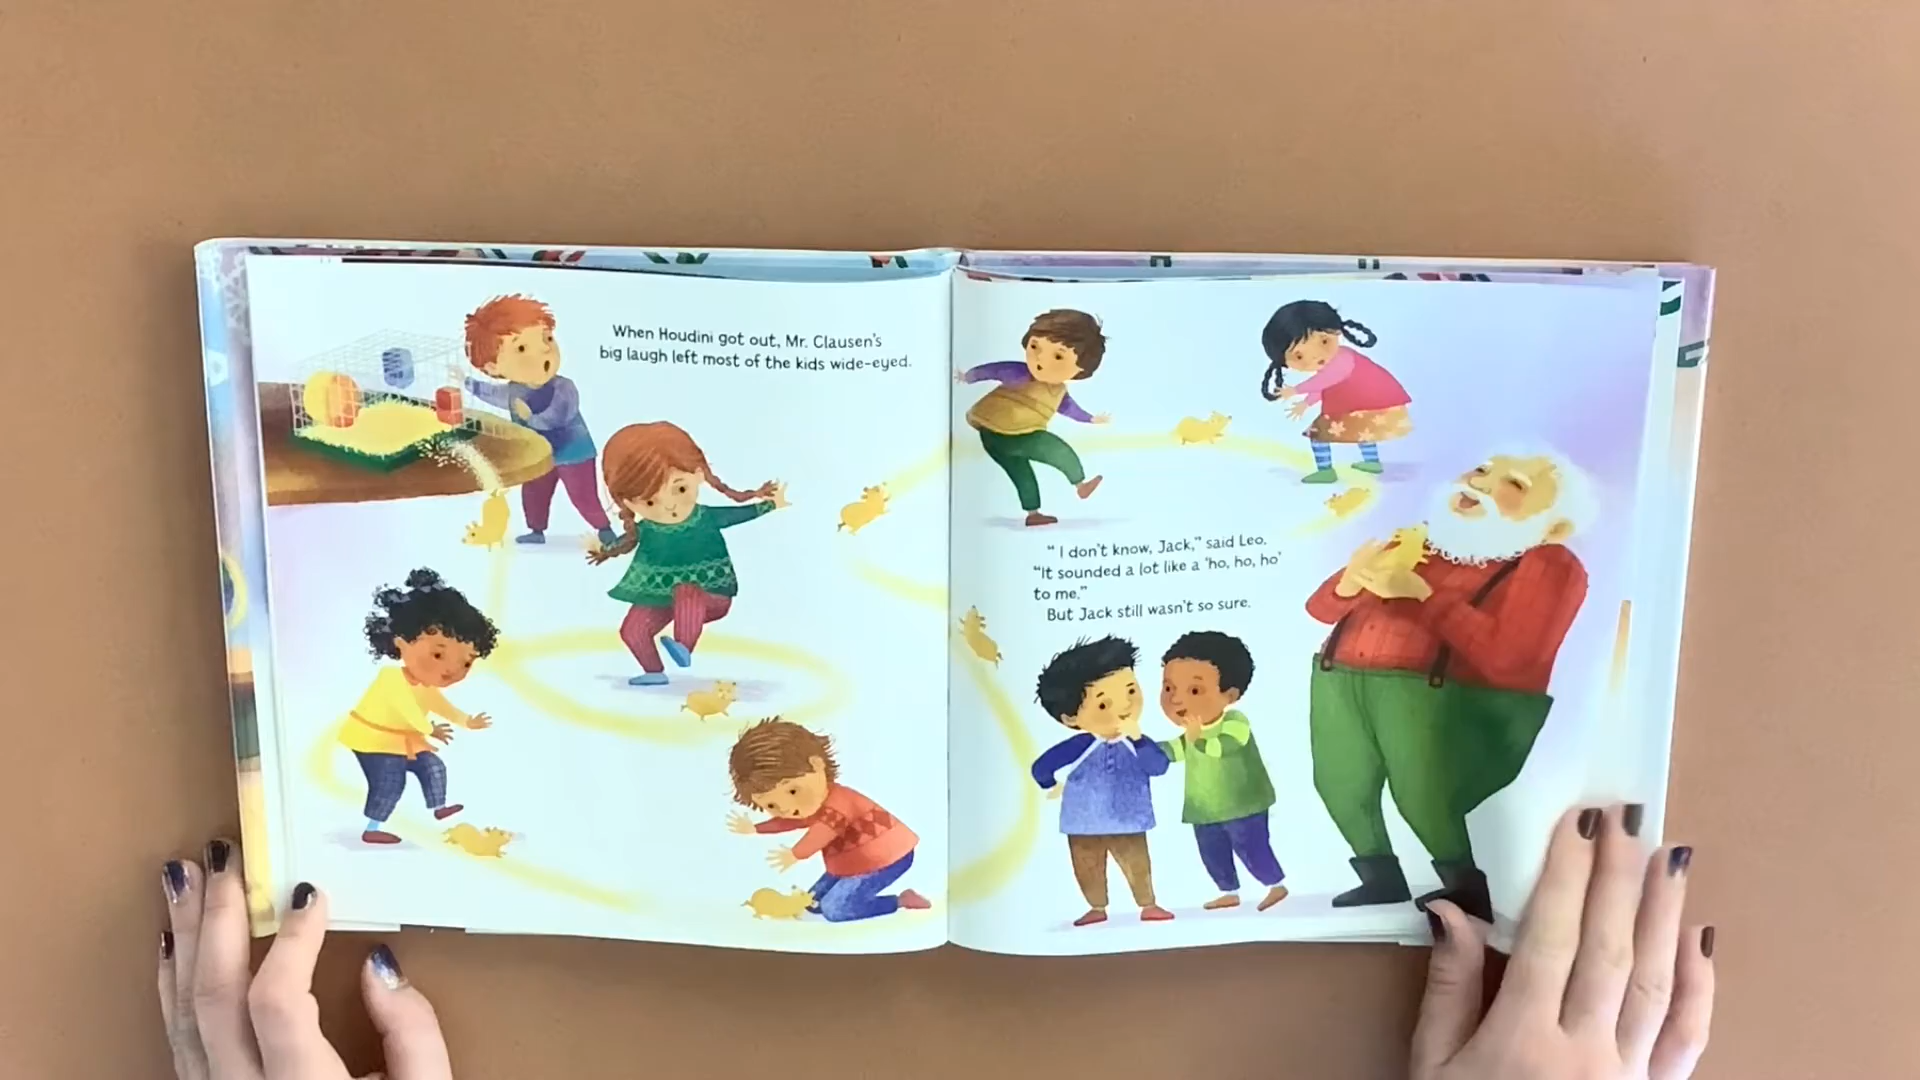 When Houdini got out, Mr. Clausen's
big laugh left most of the kids wide-eyed.
“I don't know, Jack,” said Leo.
“It sounded a lot like a ‘ho, ho, ho’
to me.”
But Jack still wasn't so sure.